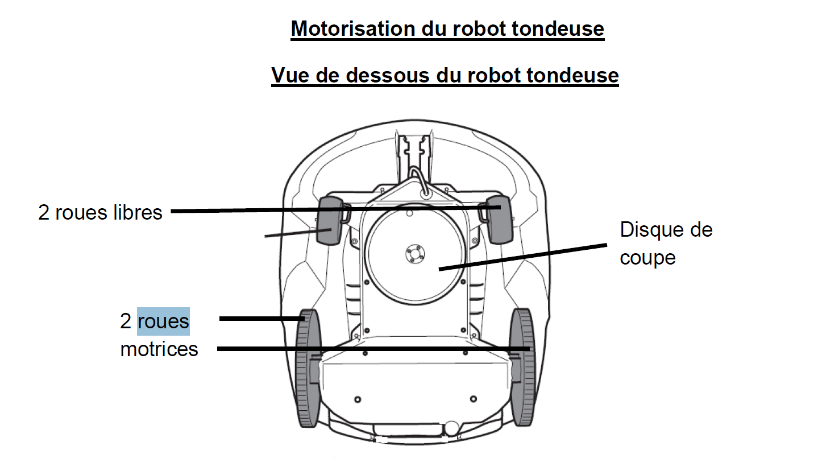 Motorisation du robot tondeuse
Vue de dessous du robot tondeuse
2 roues libres
Disque de
coupe
2 roues
motrices